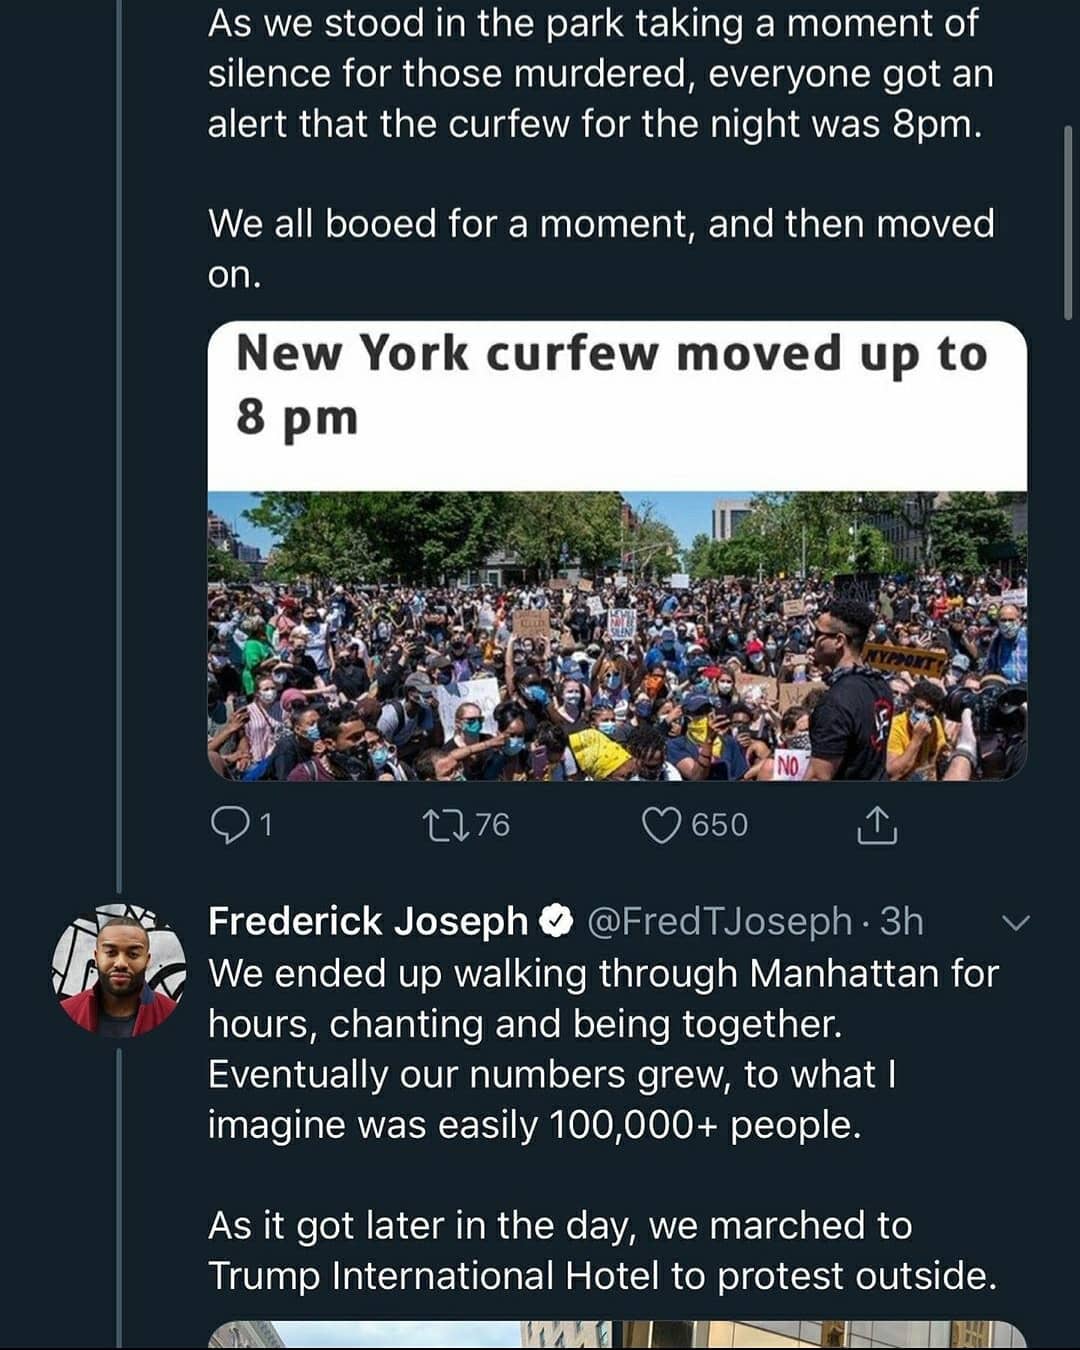 As we stood in the park taking a moment of
silence for those murdered, everyone got an
alert that the curfew for the night was 8pm.
We all booed for a moment, and then moved
on.
New York curfew moved up to
8 pm
SILENT
NO
1 76 650
Frederick Joseph @FredTJoseph · 3h
We ended up walking through Manhattan for
hours, chanting and being together.
Eventually our numbers grew, to what I
imagine was easily 100,000+ people.
As it got later in the day, we marched to
Trump International Hotel to protest outside.